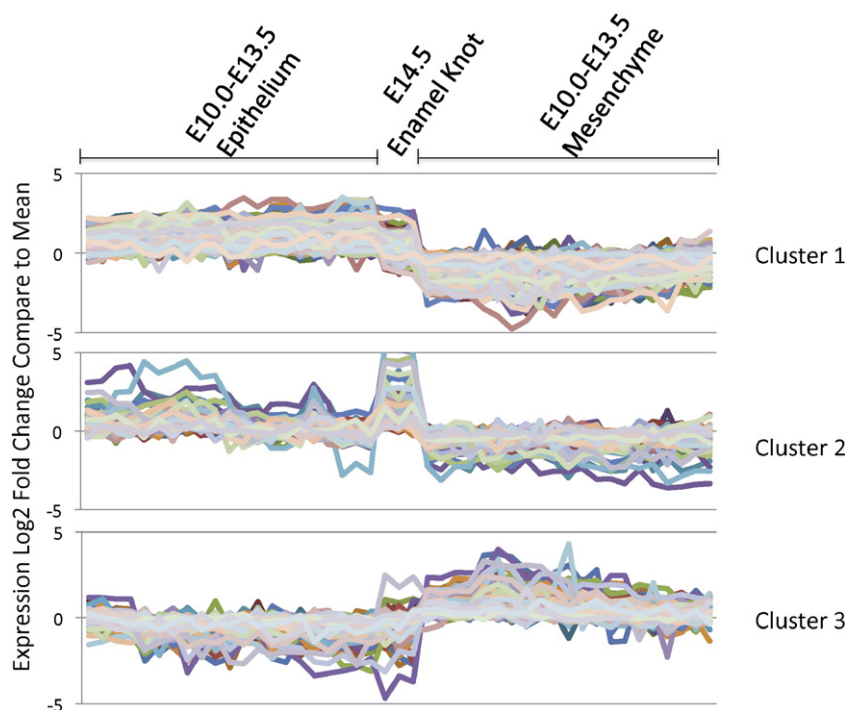 E10.0-E13.5
Epithelium
E14.5
Enamel Knot
E10.0-E13.5
Mesenchyme
Expression Log2 Fold Change Compare to Mean
5
0
-5
Cluster 1
5
0
-5
Cluster 2
5
0
-5
Cluster 3